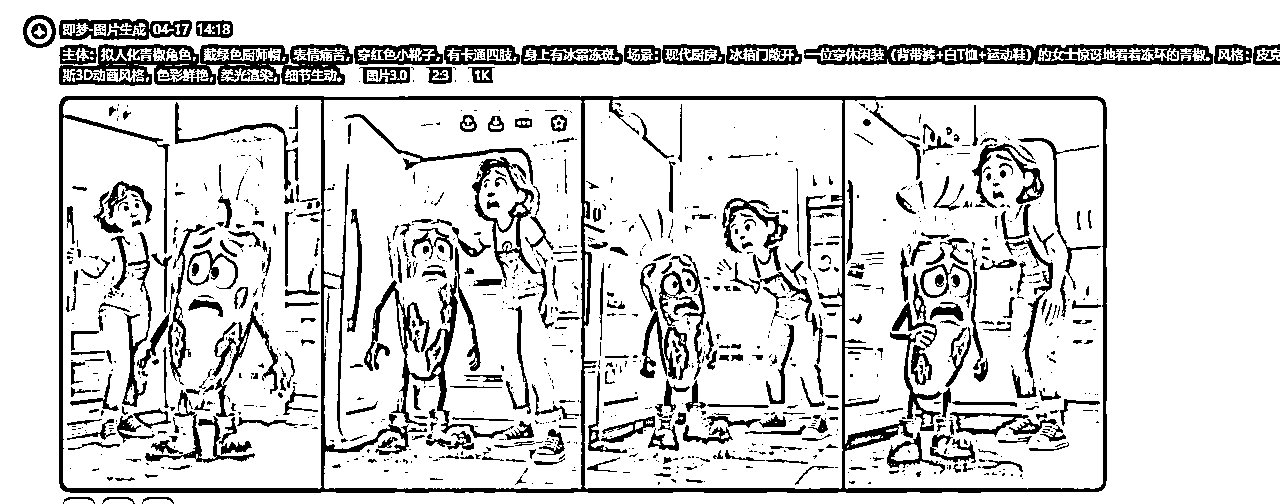 即梦-图片生成 04-17 14:18
主体：拟人化青椒角色，戴绿色厨师帽，表情痛苦，穿红色小靴子，有卡通四肢，身上有冰霜冻斑。场景：现代厨房，冰箱门敞开，一位穿休闲装（背带裤+白T恤+运动鞋）的女士惊讶地看着冻坏的青椒。风格：皮克
斯3D动画风格，色彩鲜艳，柔光渲染，细节生动。 图片3.0 2:3 1K